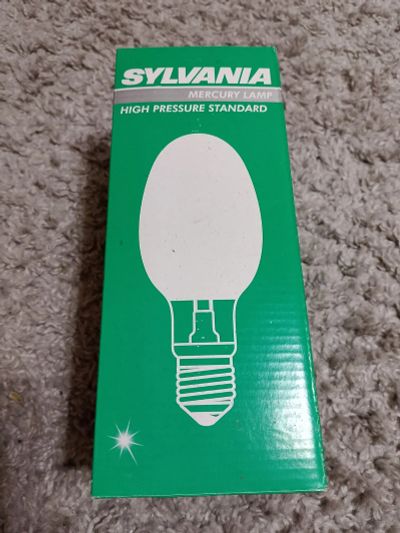 SYLVANIA
MERCURY LAMP
HIGH PRESSURE STANDARD